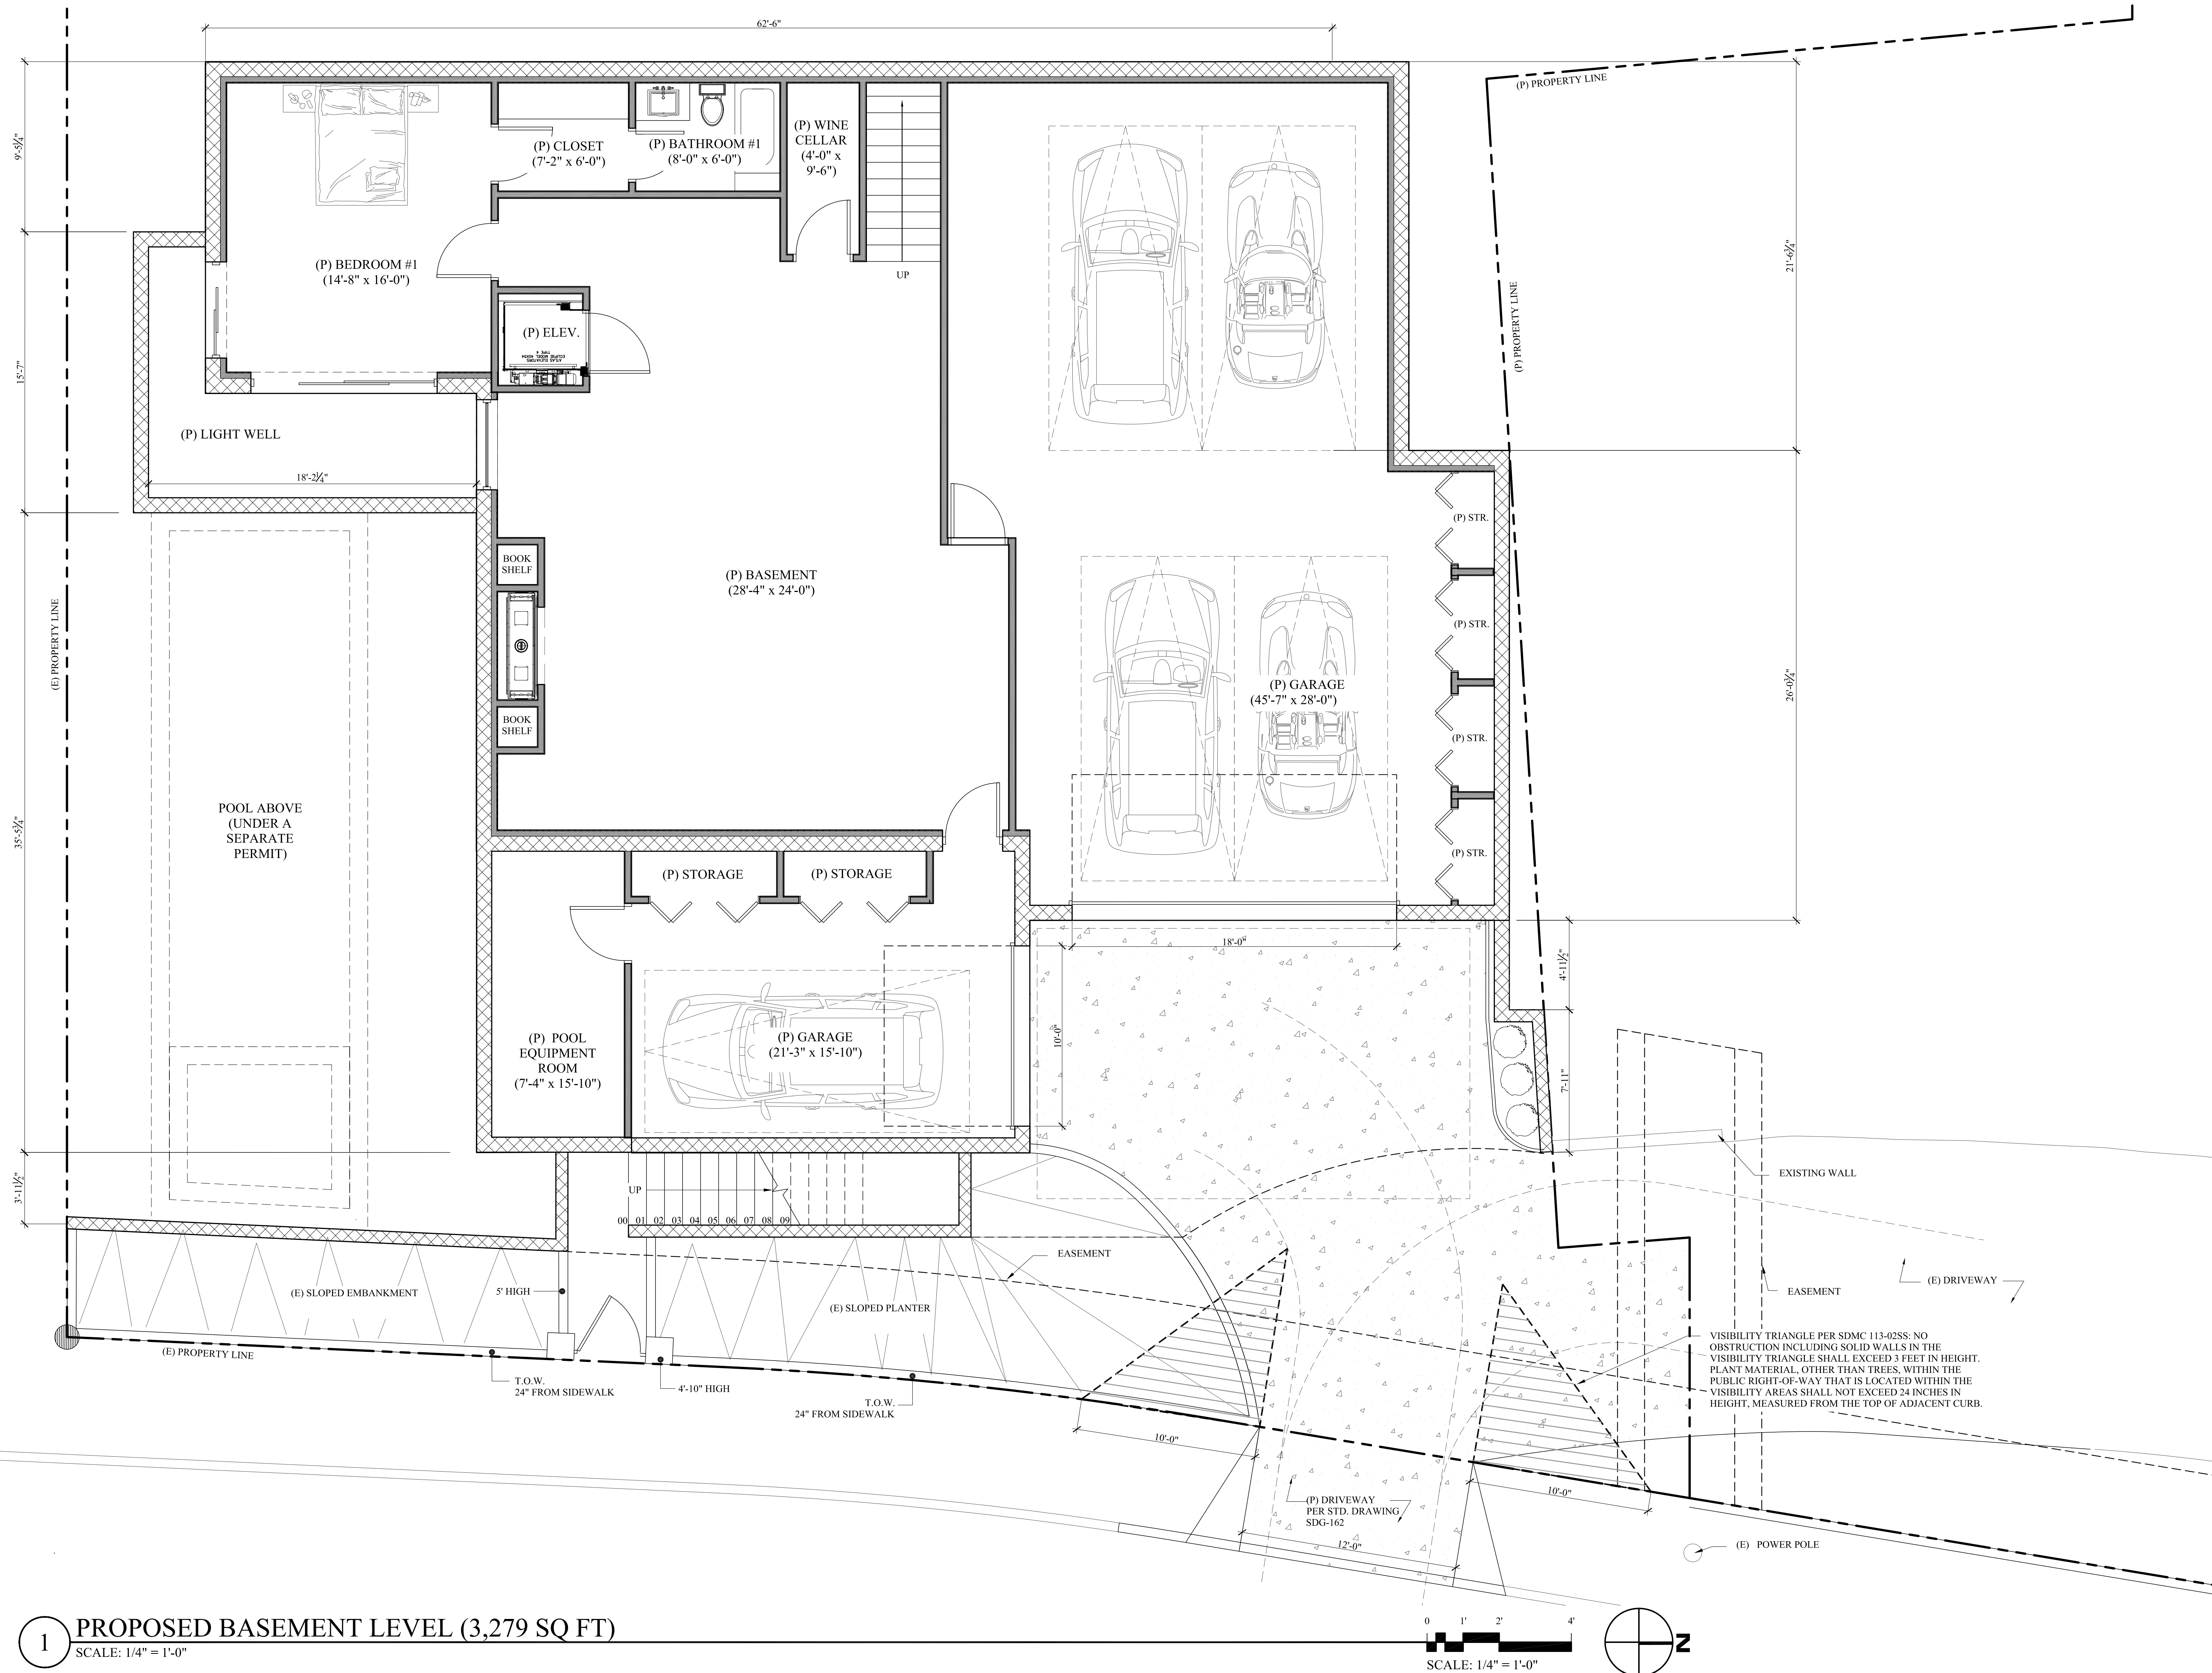 62'-6"
(P) PROPERTY LINE
9'-5¾"
(P) CLOSET
(7'-2" x 6'-0")
(P) BATHROOM #1
(8'-0" x 6'-0")
(P) WINE
CELLAR
(4'-0" x
9'-6")
UP
(P) BEDROOM #1
(14'-8" x 16'-0")
21'-6¾"
(P) PROPERTY LINE
(P) ELEV.
ATLAS ELEVATORS
ECLIPSE MODEL 40X54
TYPE 4
15'-7"
(P) LIGHT WELL
18'-2¼"
(P) STR.
BOOK
SHELF
(P) BASEMENT
(28'-4" x 24'-0")
(P) STR.
(E) PROPERTY LINE
(P) GARAGE
(45'-7" x 28'-0")
26'-0¾"
BOOK
SHELF
(P) STR.
POOL ABOVE
(UNDER A
SEPARATE
PERMIT)
35'-5¾"
(P) STR.
(P) STORAGE
(P) STORAGE
18'-0"
4'-11½"
(P) POOL
EQUIPMENT
ROOM
(7'-4" x 15'-10")
(P) GARAGE
(21'-3" x 15'-10")
10'-0"
7'-11"
EXISTING WALL
3'-11½"
UP
00 01 02 03 04 05 06 07 08 09
EASEMENT
(E) DRIVEWAY
EASEMENT
(E) SLOPED EMBANKMENT
5' HIGH
(E) SLOPED PLANTER
VISIBILITY TRIANGLE PER SDMC 113-02SS: NO
OBSTRUCTION INCLUDING SOLID WALLS IN THE
VISIBILITY TRIANGLE SHALL EXCEED 3 FEET IN HEIGHT.
PLANT MATERIAL, OTHER THAN TREES, WITHIN THE
PUBLIC RIGHT-OF-WAY THAT IS LOCATED WITHIN THE
VISIBILITY AREAS SHALL NOT EXCEED 24 INCHES IN
HEIGHT, MEASURED FROM THE TOP OF ADJACENT CURB.
(E) PROPERTY LINE
T.O.W.
24" FROM SIDEWALK
4'-10" HIGH
T.O.W.
24" FROM SIDEWALK
10'-0"
10'-0"
(P) DRIVEWAY
PER STD. DRAWING
SDG-162
12'-0"
(E) POWER POLE
1
PROPOSED BASEMENT LEVEL (3,279 SQ FT)
SCALE: 1/4" = 1'-0"
0 1' 2' 4'
SCALE: 1/4" = 1'-0"
N